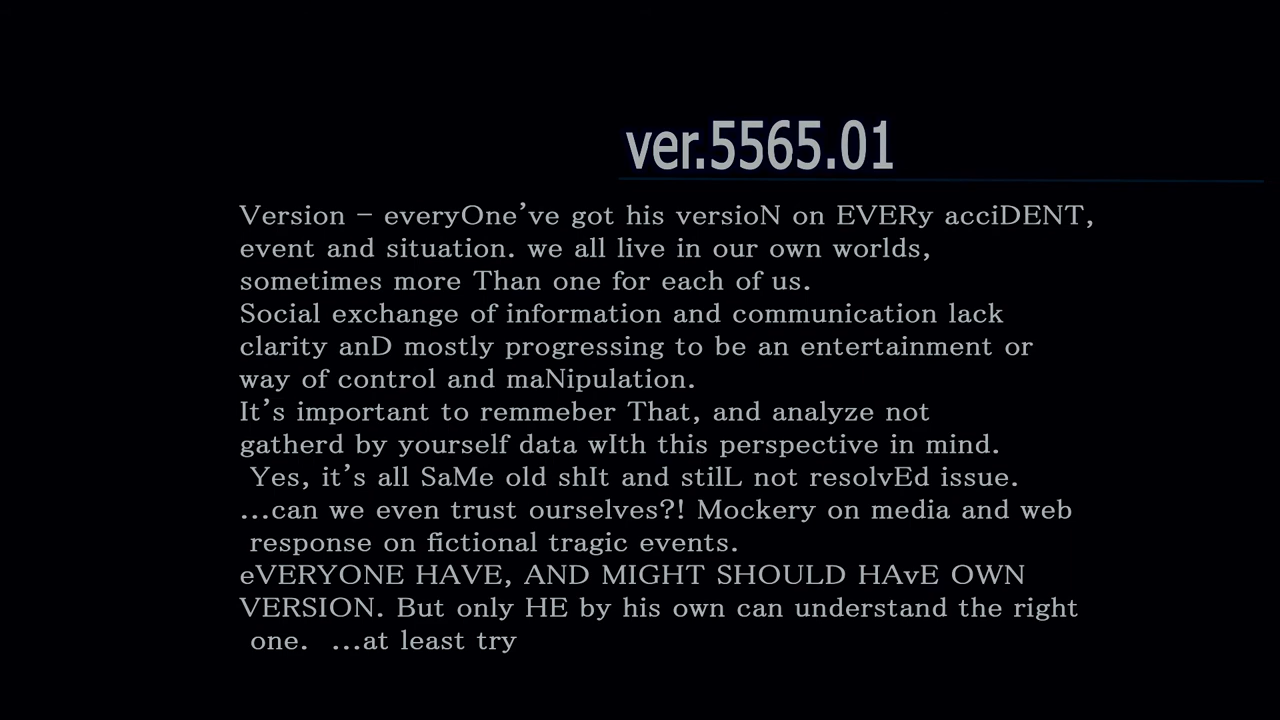 ver.5565.01
Version – everyOne've got his versioN on EVERy acciDENT,
event and situation. we all live in our own worlds,
sometimes more Than one for each of us.
Social exchange of information and communication lack
clarity anD mostly progressing to be an entertainment or
way of control and maNipulation.
It's important to remmeber That, and analyze not
gatherd by yourself data wIth this perspective in mind.
Yes, it's all SaMe old shIt and stilL not resolvEd issue.
...can we even trust ourselves?! Mockery on media and web
response on fictional tragic events.
eVERYONE HAVE, AND MIGHT SHOULD HAvE OWN
VERSION. But only HE by his own can understand the right
one.  ...at least try